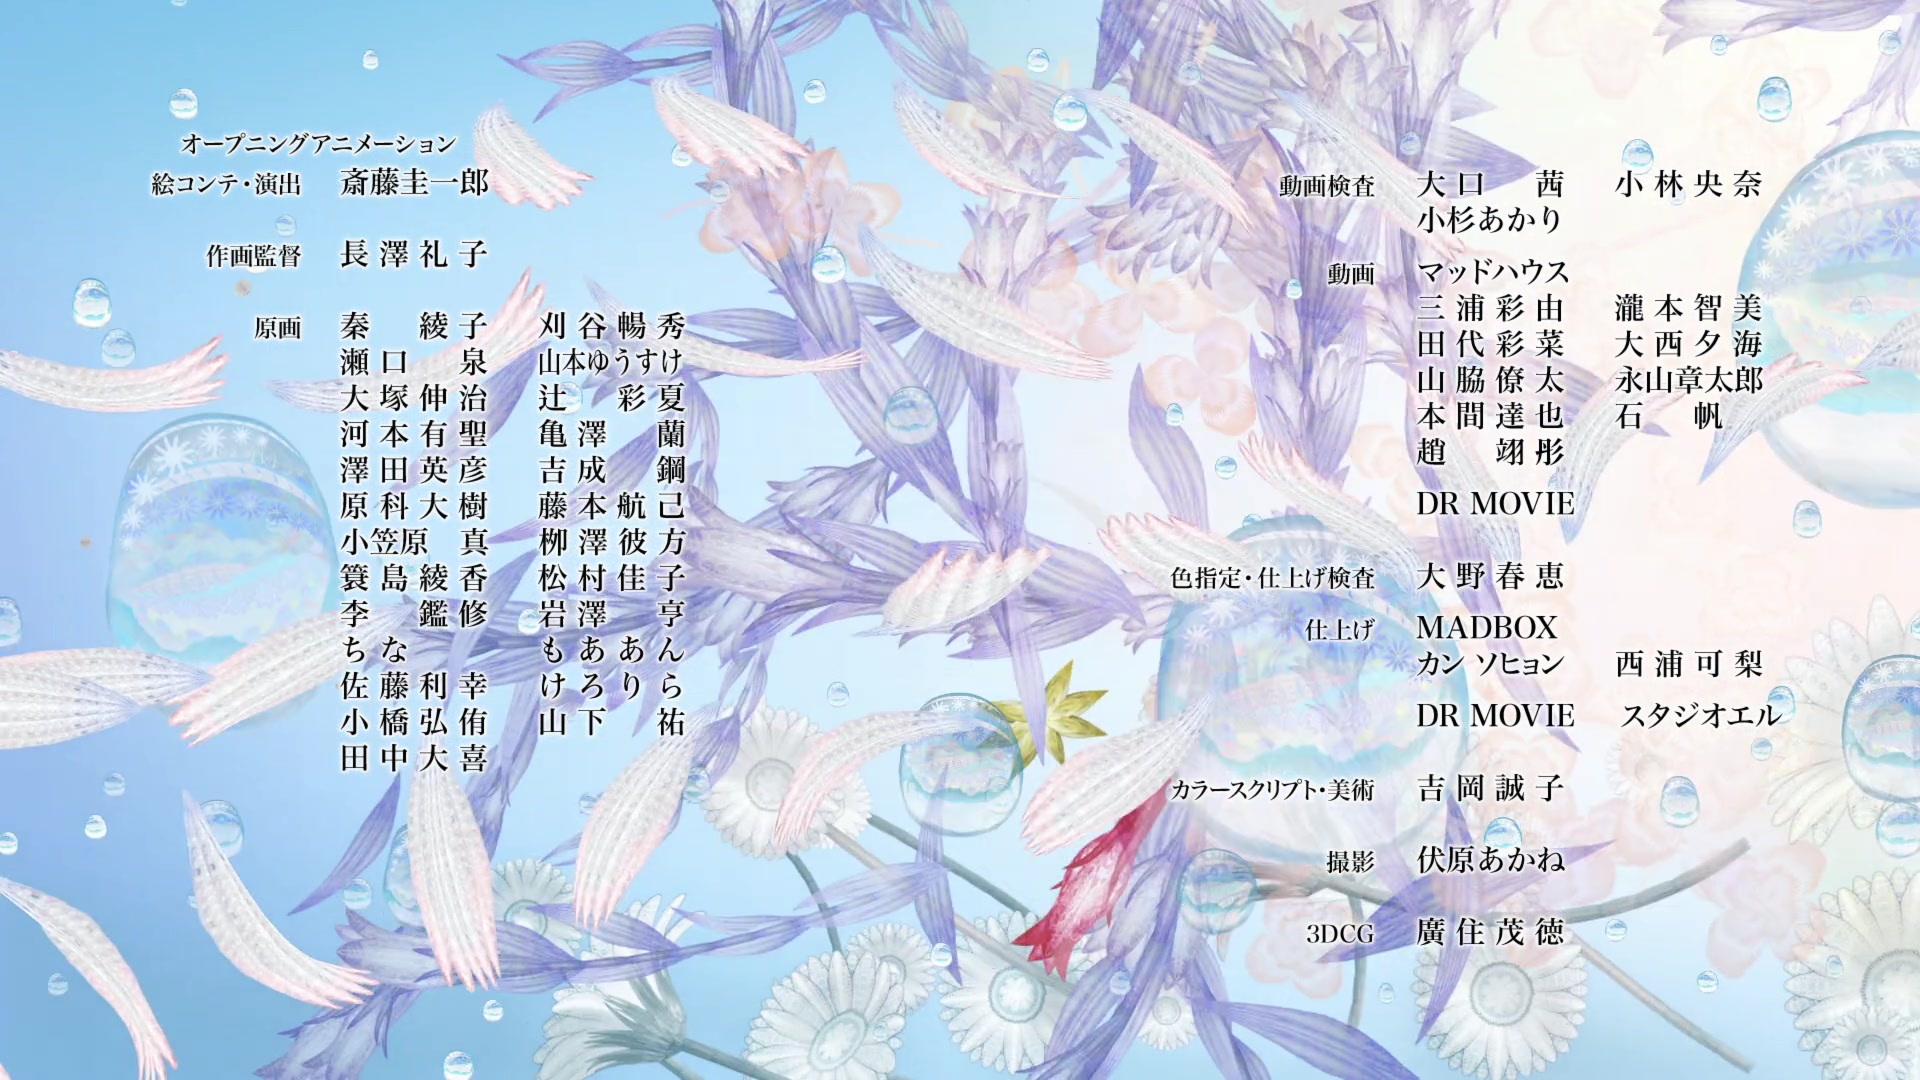 オープニングアニメーション
絵コンテ・演出 斎藤圭一郎
作画監督 長澤礼子
原画 秦綾子 刈谷暢秀
瀬口泉 山本ゆうすけ
大塚伸治 辻彩夏
河本有聖 亀澤蘭
澤田英彦 吉成鋼
原科大樹 藤本航己
小笠原真 栁澤彼方
簑島綾香 松村佳子
李鑑修 岩澤亨
ちな もああん
佐藤利幸 けろりら
小橋弘侑 山下祐
田中大喜
動画検査 大口茜 小林央奈
小杉あかり
動画 マッドハウス
三浦彩由 瀧本智美
田代彩菜 大西夕海
山脇僚太 永山章太郎
本間達也 石帆
趙翊彤
DR MOVIE
色指定・仕上げ検査 大野春恵
仕上げ MADBOX
カン ソヒョン 西浦可梨
DR MOVIE スタジオエル
カラースクリプト・美術 吉岡誠子
撮影 伏原あかね
3DCG 廣住茂徳